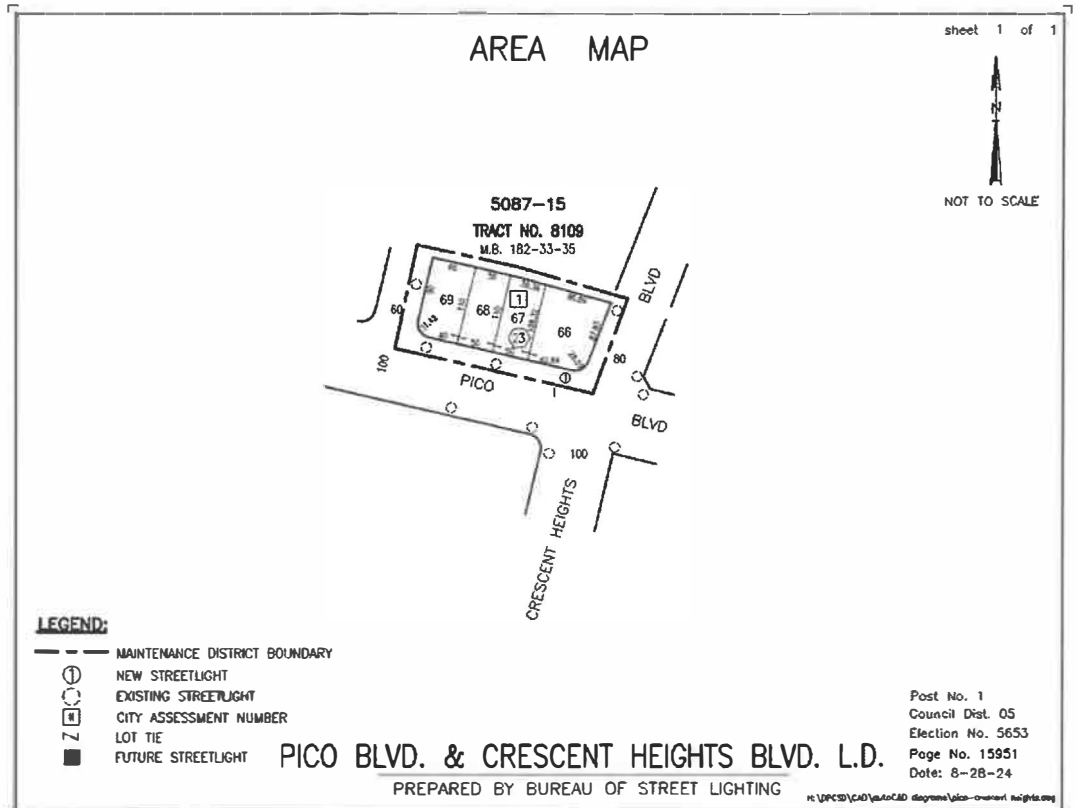 sheet 1 of 1
AREA MAP
N
NOT TO SCALE
5087-15
TRACT NO. 8109
M.B. 182-33-35
BLVD
69
68
1
67
66
23
60
80
100
PICO
1
BLVD
100
CRESCENT HEIGHTS
LEGEND:
MAINTENANCE DISTRICT BOUNDARY
1 NEW STREETLIGHT
EXISTING STREETLIGHT
# CITY ASSESSMENT NUMBER
Z LOT TIE
FUTURE STREETLIGHT
PICO BLVD. & CRESCENT HEIGHTS BLVD. L.D.
PREPARED BY BUREAU OF STREET LIGHTING
Post No. 1
Council Dist. 05
Election No. 5653
Page No. 15951
Date: 8-28-24